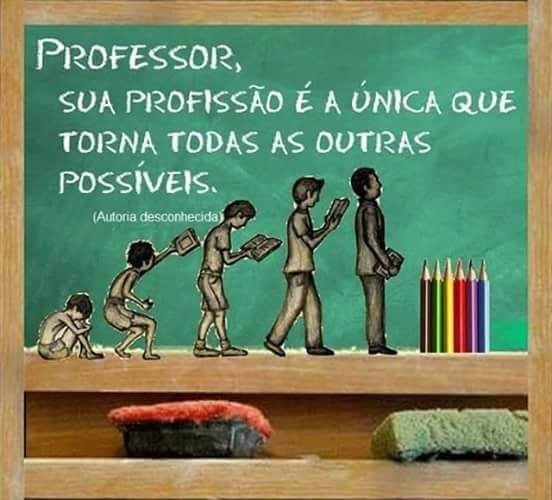 PROFESSOR,
SUA PROFISSÃO É A ÚNICA QUE
TORNA TODAS AS OUTRAS
POSSÍVEIS.
(Autoria desconhecida)